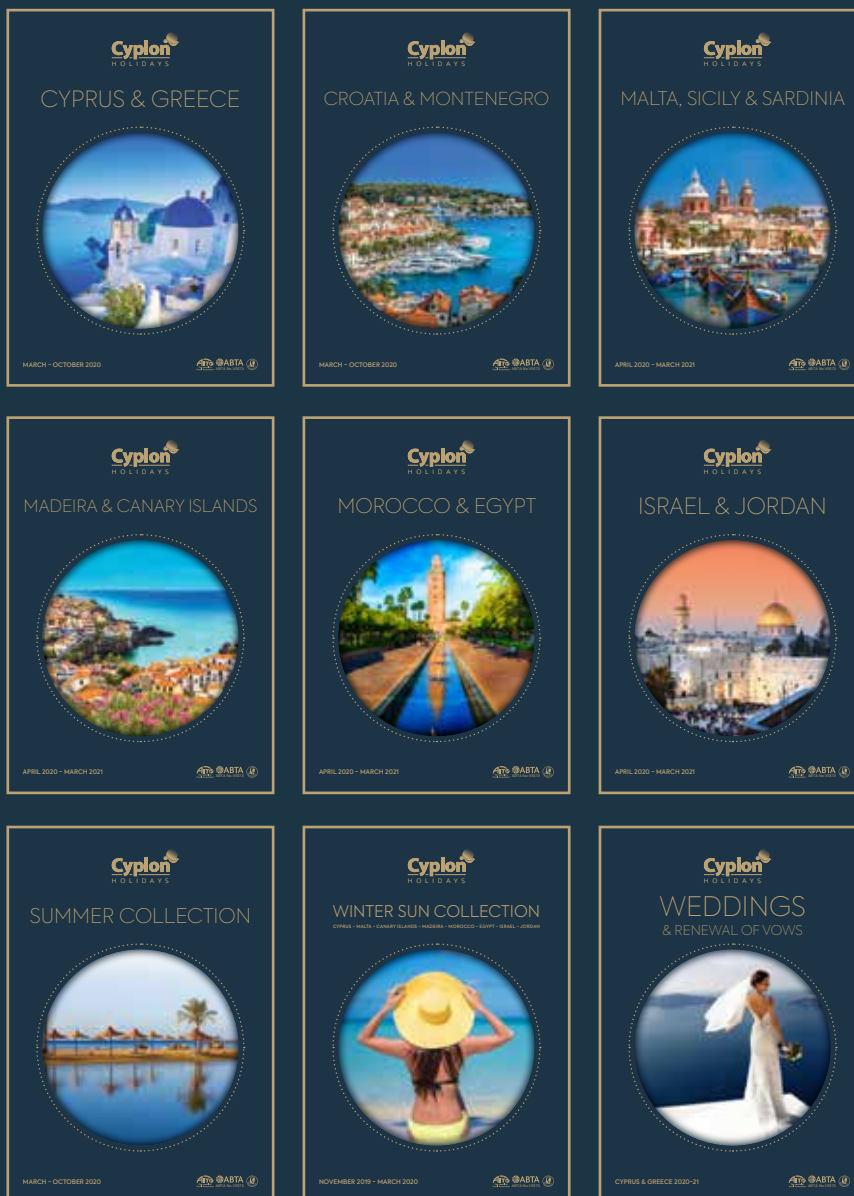 Cyplon
HOLIDAYS
CYPRUS & GREECE
MARCH – OCTOBER 2020
ABTA
Cyplon
HOLIDAYS
CROATIA & MONTENEGRO
MARCH – OCTOBER 2020
ABTA
Cyplon
HOLIDAYS
MALTA, SICILY & SARDINIA
APRIL 2020 – MARCH 2021
ABTA
Cyplon
HOLIDAYS
MADEIRA & CANARY ISLANDS
APRIL 2020 – MARCH 2021
ABTA
Cyplon
HOLIDAYS
MOROCCO & EGYPT
APRIL 2020 – MARCH 2021
ABTA
Cyplon
HOLIDAYS
ISRAEL & JORDAN
APRIL 2020 – MARCH 2021
ABTA
Cyplon
HOLIDAYS
SUMMER COLLECTION
MARCH – OCTOBER 2020
ABTA
Cyplon
HOLIDAYS
WINTER SUN COLLECTION
CYPRUS – MALTA – CANARY ISLANDS – MADEIRA – MOROCCO – EGYPT – ISRAEL – JORDAN
NOVEMBER 2019 – MARCH 2020
ABTA
Cyplon
HOLIDAYS
WEDDINGS
& RENEWAL OF VOWS
CYPRUS & GREECE 2020-21
ABTA